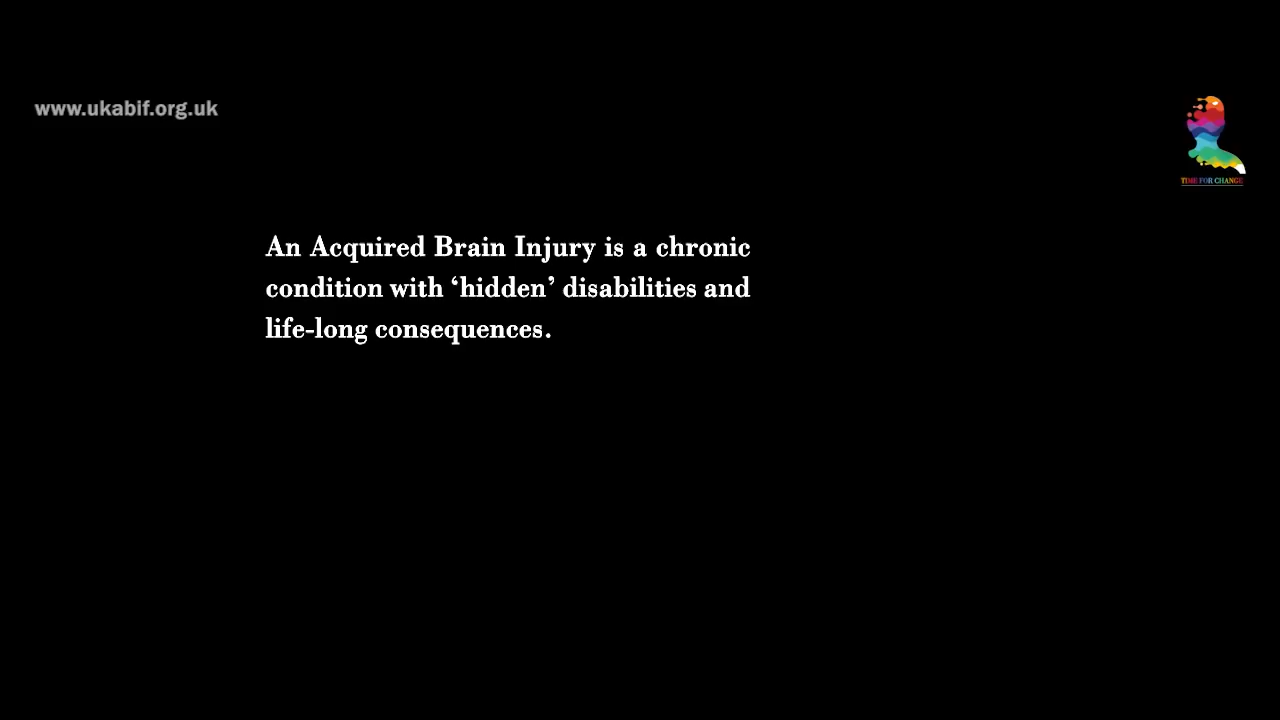 www.ukabif.org.uk
TIME FOR CHANGE
An Acquired Brain Injury is a chronic
condition with ‘hidden’ disabilities and
life-long consequences.